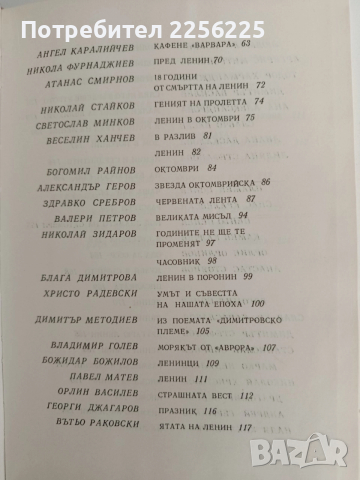 АНГЕЛ КАРАЛИЙЧЕВ КАФЕНЕ «ВАРВАРА» 63
НИКОЛА ФУРНАДЖИЕВ ПРЕД ЛЕНИН 70
АТАНАС СМИРНОВ 18 ГОДИНИ
ОТ СМЪРТТА НА ЛЕНИН 72
НИКОЛАЙ СТАЙКОВ ГЕНИЯТ НА ПРОЛЕТТА 74
СВЕТОСЛАВ МИНКОВ ЛЕНИН В ОКТОМВРИ 75
ВЕСЕЛИН ХАНЧЕВ В РАЗЛИВ 81
ЛЕНИН 82
БОГОМИЛ РАЙНОВ ОКТОМВРИ 84
АЛЕКСАНДЪР ГЕРОВ ЗВЕЗДА ОКТОМВРИЙСКА 86
ЗДРАВКО СРЕБРОВ ЧЕРВЕНАТА ЛЕНТА 87
ВАЛЕРИ ПЕТРОВ ВЕЛИКАТА МИСЪЛ 94
НИКОЛАЙ ЗИДАРОВ ГОДИНИТЕ НЕ ЩЕ ТЕ
ПРОМЕНЯТ 97
ЧАСОВНИК 98
БЛАГА ДИМИТРОВА ЛЕНИН В ПОРОНИН 99
ХРИСТО РАДЕВСКИ УМЪТ И СЪВЕСТТА
НА НАШАТА ЕПОХА 100
ДИМИТЪР МЕТОДИЕВ ИЗ ПОЕМАТА «ДИМИТРОВСКО
ПЛЕМЕ» 105
ВЛАДИМИР ГОЛЕВ МОРЯКЪТ ОТ «АВРОРА» 107
БОЖИДАР БОЖИЛОВ ЛЕНИНЦИ 109
ПАВЕЛ МАТЕВ ЛЕНИН 111
ОРЛИН ВАСИЛЕВ СТРАШНАТА ВЕСТ 112
ГЕОРГИ ДЖАГАРОВ ПРАЗНИК 116
ВЪТЬО РАКОВСКИ ЯТАТА НА ЛЕНИН 117
Номер 2256225
bazar